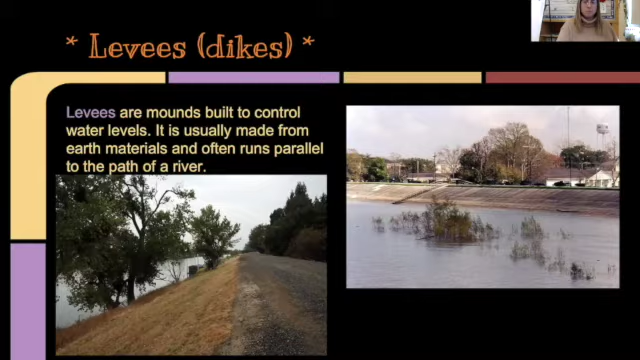 * Levees (dikes) *
Levees are mounds built to control
water levels. It is usually made from
earth materials and often runs parallel
to the path of a river.